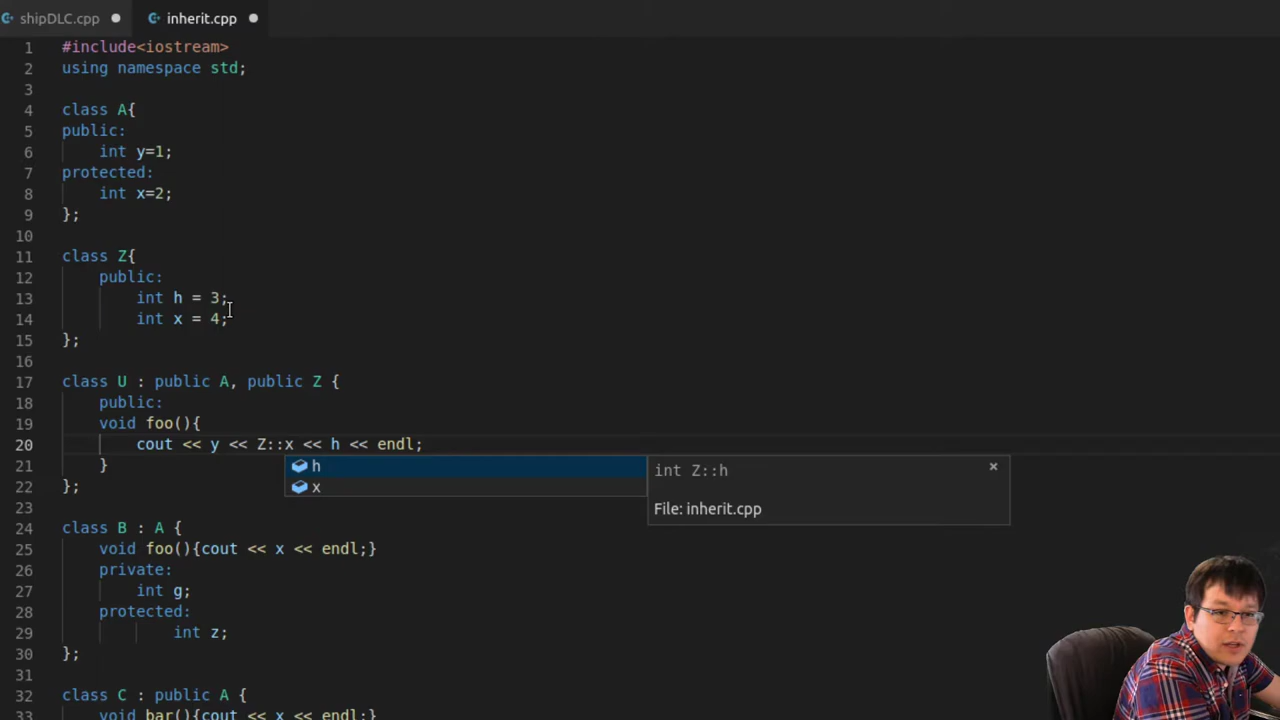 shipDLC.cpp
inherit.cpp
1 #include<iostream>
2 using namespace std;
3
4 class A{
5 public:
6 int y=1;
7 protected:
8 int x=2;
9 };
10
11 class Z{
12 public:
13 int h = 3;
14 int x = 4;
15 };
16
17 class U : public A, public Z {
18 public:
19 void foo(){
20 cout << y << Z::x << h << endl;
21 }
h
int Z::h
x
File: inherit.cpp
22 };
23
24 class B : A {
25 void foo(){cout << x << endl;}
26 private:
27 int g;
28 protected:
29 int z;
30 };
31
32 class C : public A {
33 void bar(){cout << x << endl;}